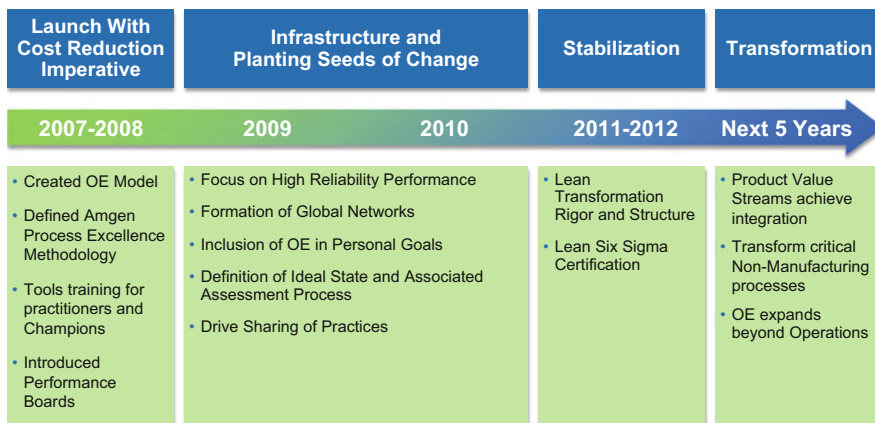 Launch With
Cost Reduction
Imperative
Infrastructure and
Planting Seeds of Change
Stabilization
Transformation
2007-2008
2009
2010
2011-2012
Next 5 Years
• Created OE Model
• Defined Amgen
Process Excellence
Methodology
• Tools training for
practitioners and
Champions
• Introduced
Performance
Boards
• Focus on High Reliability Performance
• Formation of Global Networks
• Inclusion of OE in Personal Goals
• Definition of Ideal State and Associated
Assessment Process
• Drive Sharing of Practices
• Lean
Transformation
Rigor and Structure
• Lean Six Sigma
Certification
• Product Value
Streams achieve
integration
• Transform critical
Non-Manufacturing
processes
• OE expands
beyond Operations